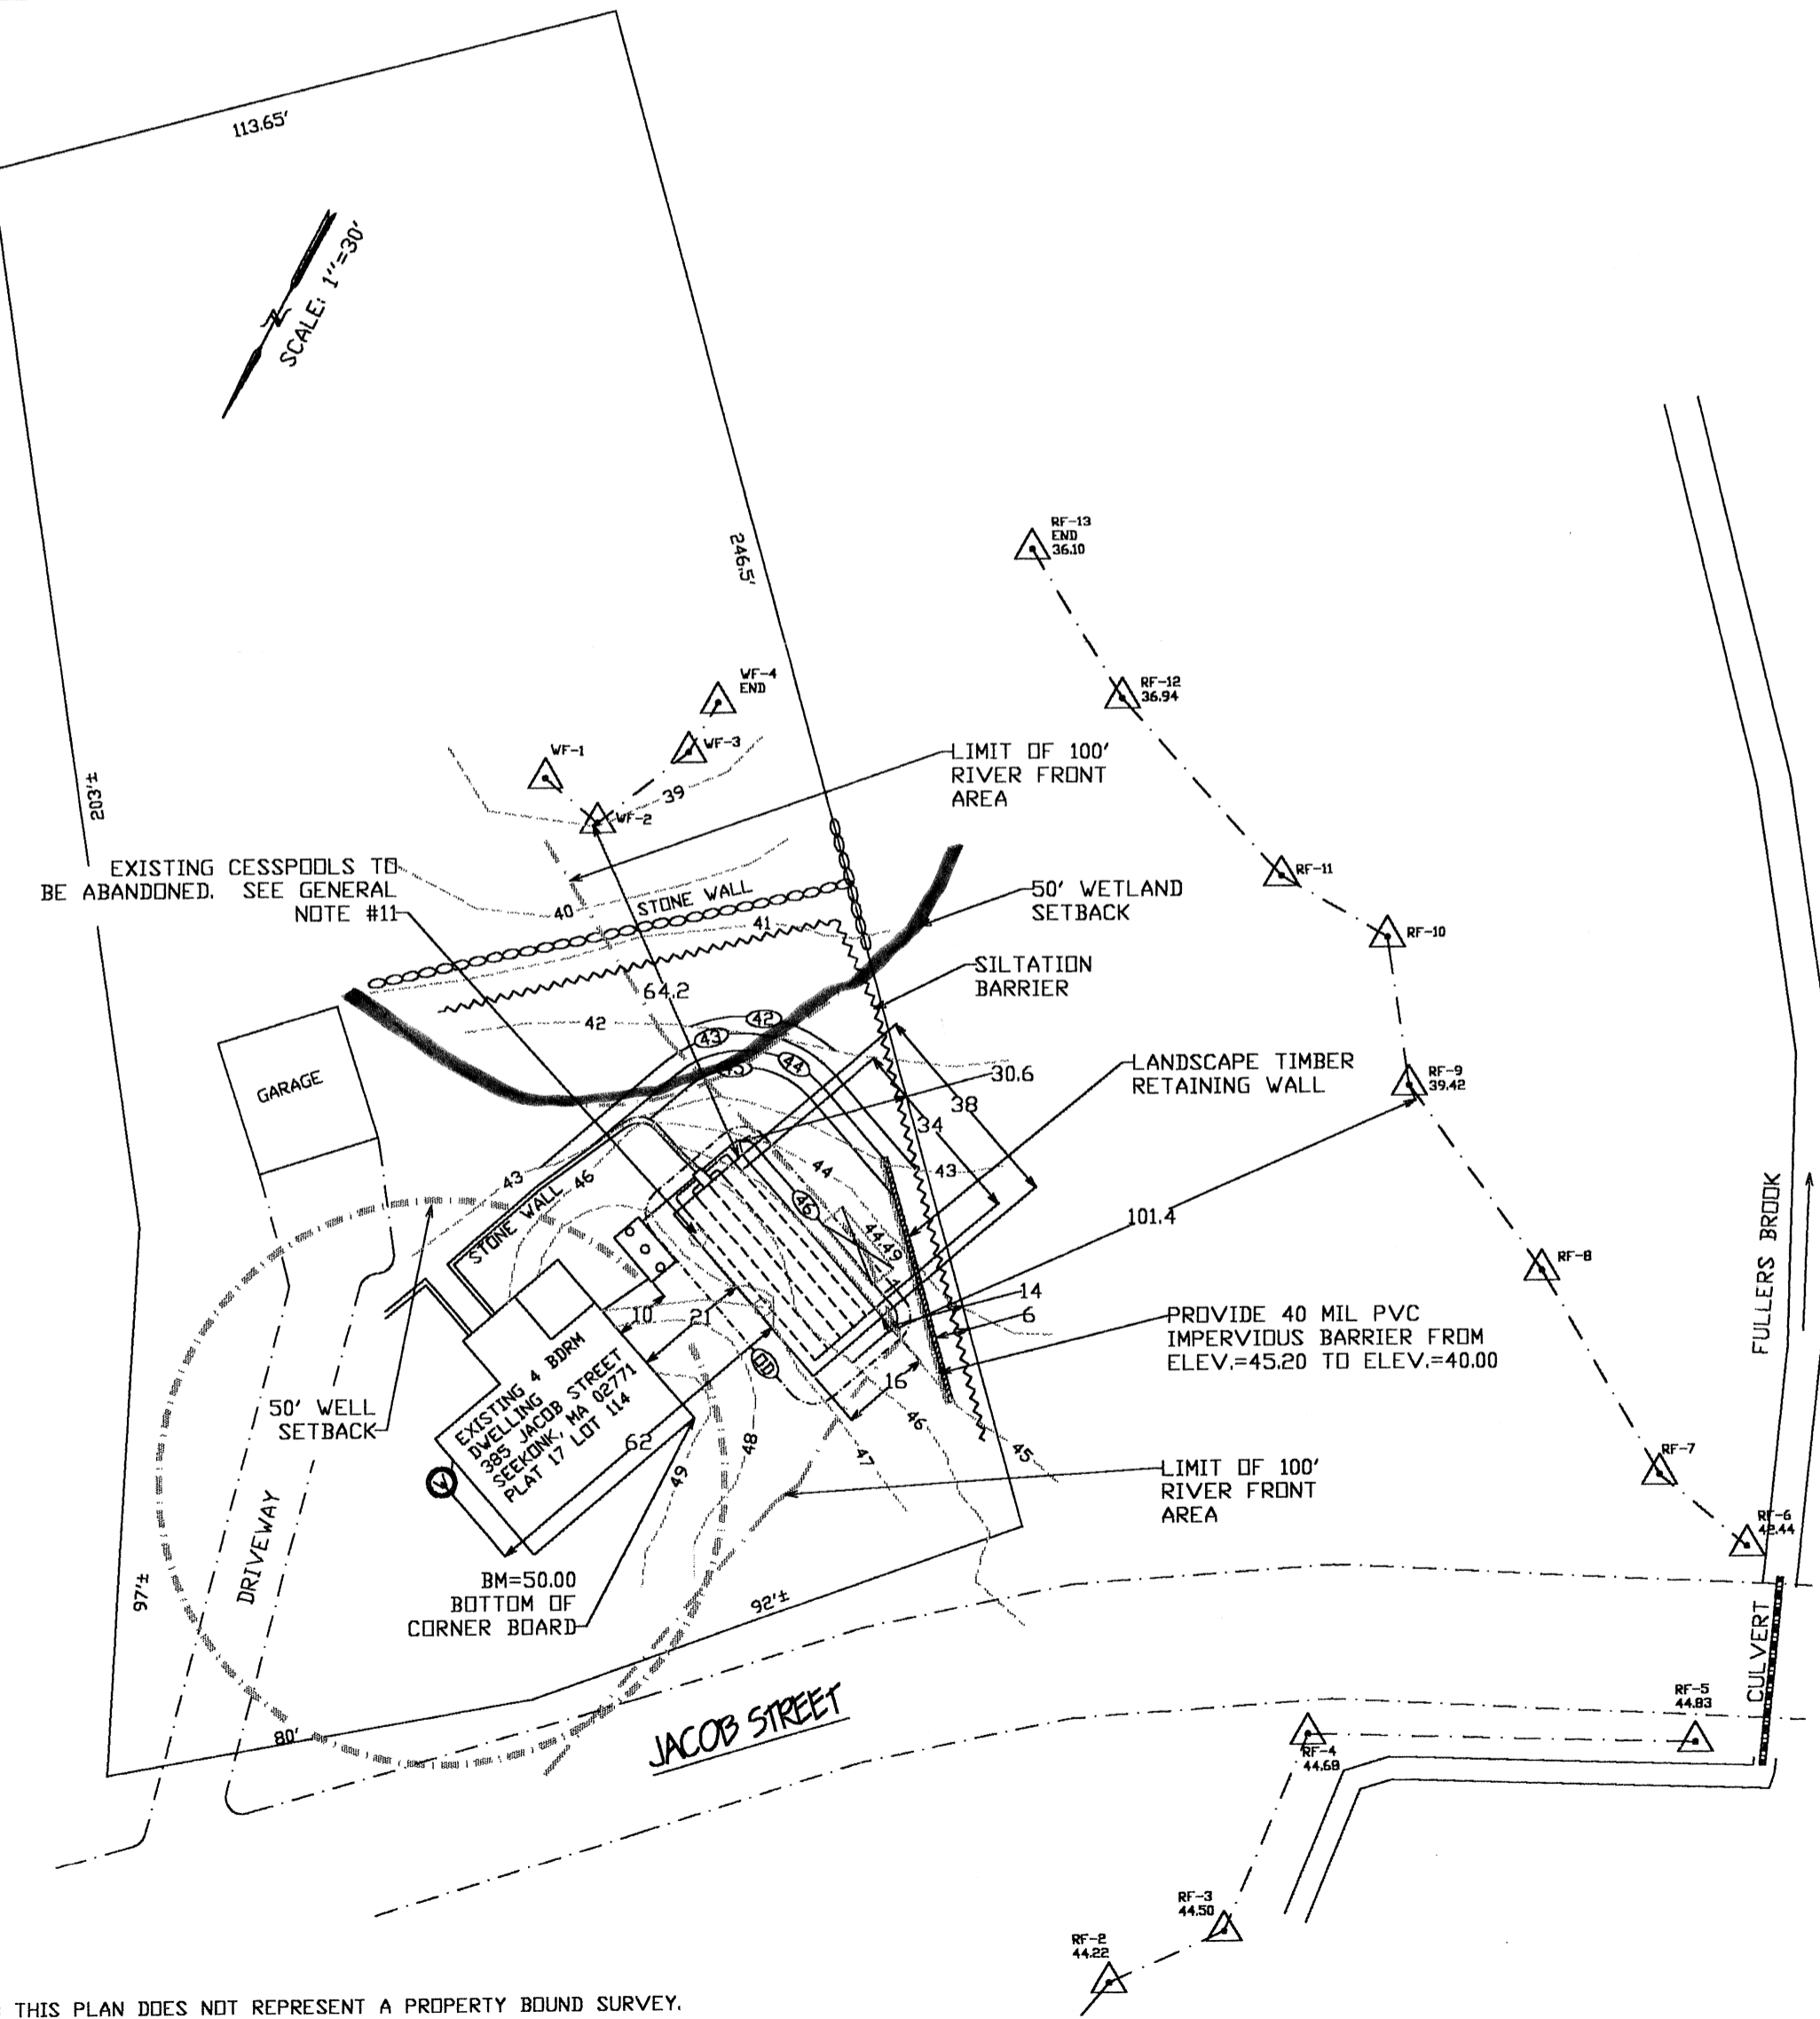 113.65'
SCALE: 1''=30'
N
246.5'
203'±
RF-13
END
36.10
RF-12
36.94
WF-4
END
WF-3
WF-1
WF-2
39
LIMIT OF 100'
RIVER FRONT
AREA
RF-11
RF-10
EXISTING CESSPOOLS TO
BE ABANDONED. SEE GENERAL
NOTE #11
40
STONE WALL
41
50' WETLAND
SETBACK
SILTATION
BARRIER
64.2
42
42
43
44
45
GARAGE
30.6
38
34
LANDSCAPE TIMBER
RETAINING WALL
RF-9
39.42
43
44
43
46
46
STONE WALL
44.49
101.4
RF-8
FULLERS BROOK
14
6
PROVIDE 40 MIL PVC
IMPERVIOUS BARRIER FROM
ELEV.=45.20 TO ELEV.=40.00
10
21
16
50' WELL
SETBACK
EXISTING 4 BDRM
DWELLING
385 JACOB STREET
SEEKONK, MA 02771
PLAT 17 LOT 114
62
W
49
48
47
46
45
RF-7
LIMIT OF 100'
RIVER FRONT
AREA
RF-6
42.44
DRIVEWAY
97'±
BM=50.00
BOTTOM OF
CORNER BOARD
92'±
80'
JACOB STREET
CULVERT
RF-5
44.83
RF-4
44.68
RF-3
44.50
RF-2
44.22
THIS PLAN DOES NOT REPRESENT A PROPERTY BOUND SURVEY.